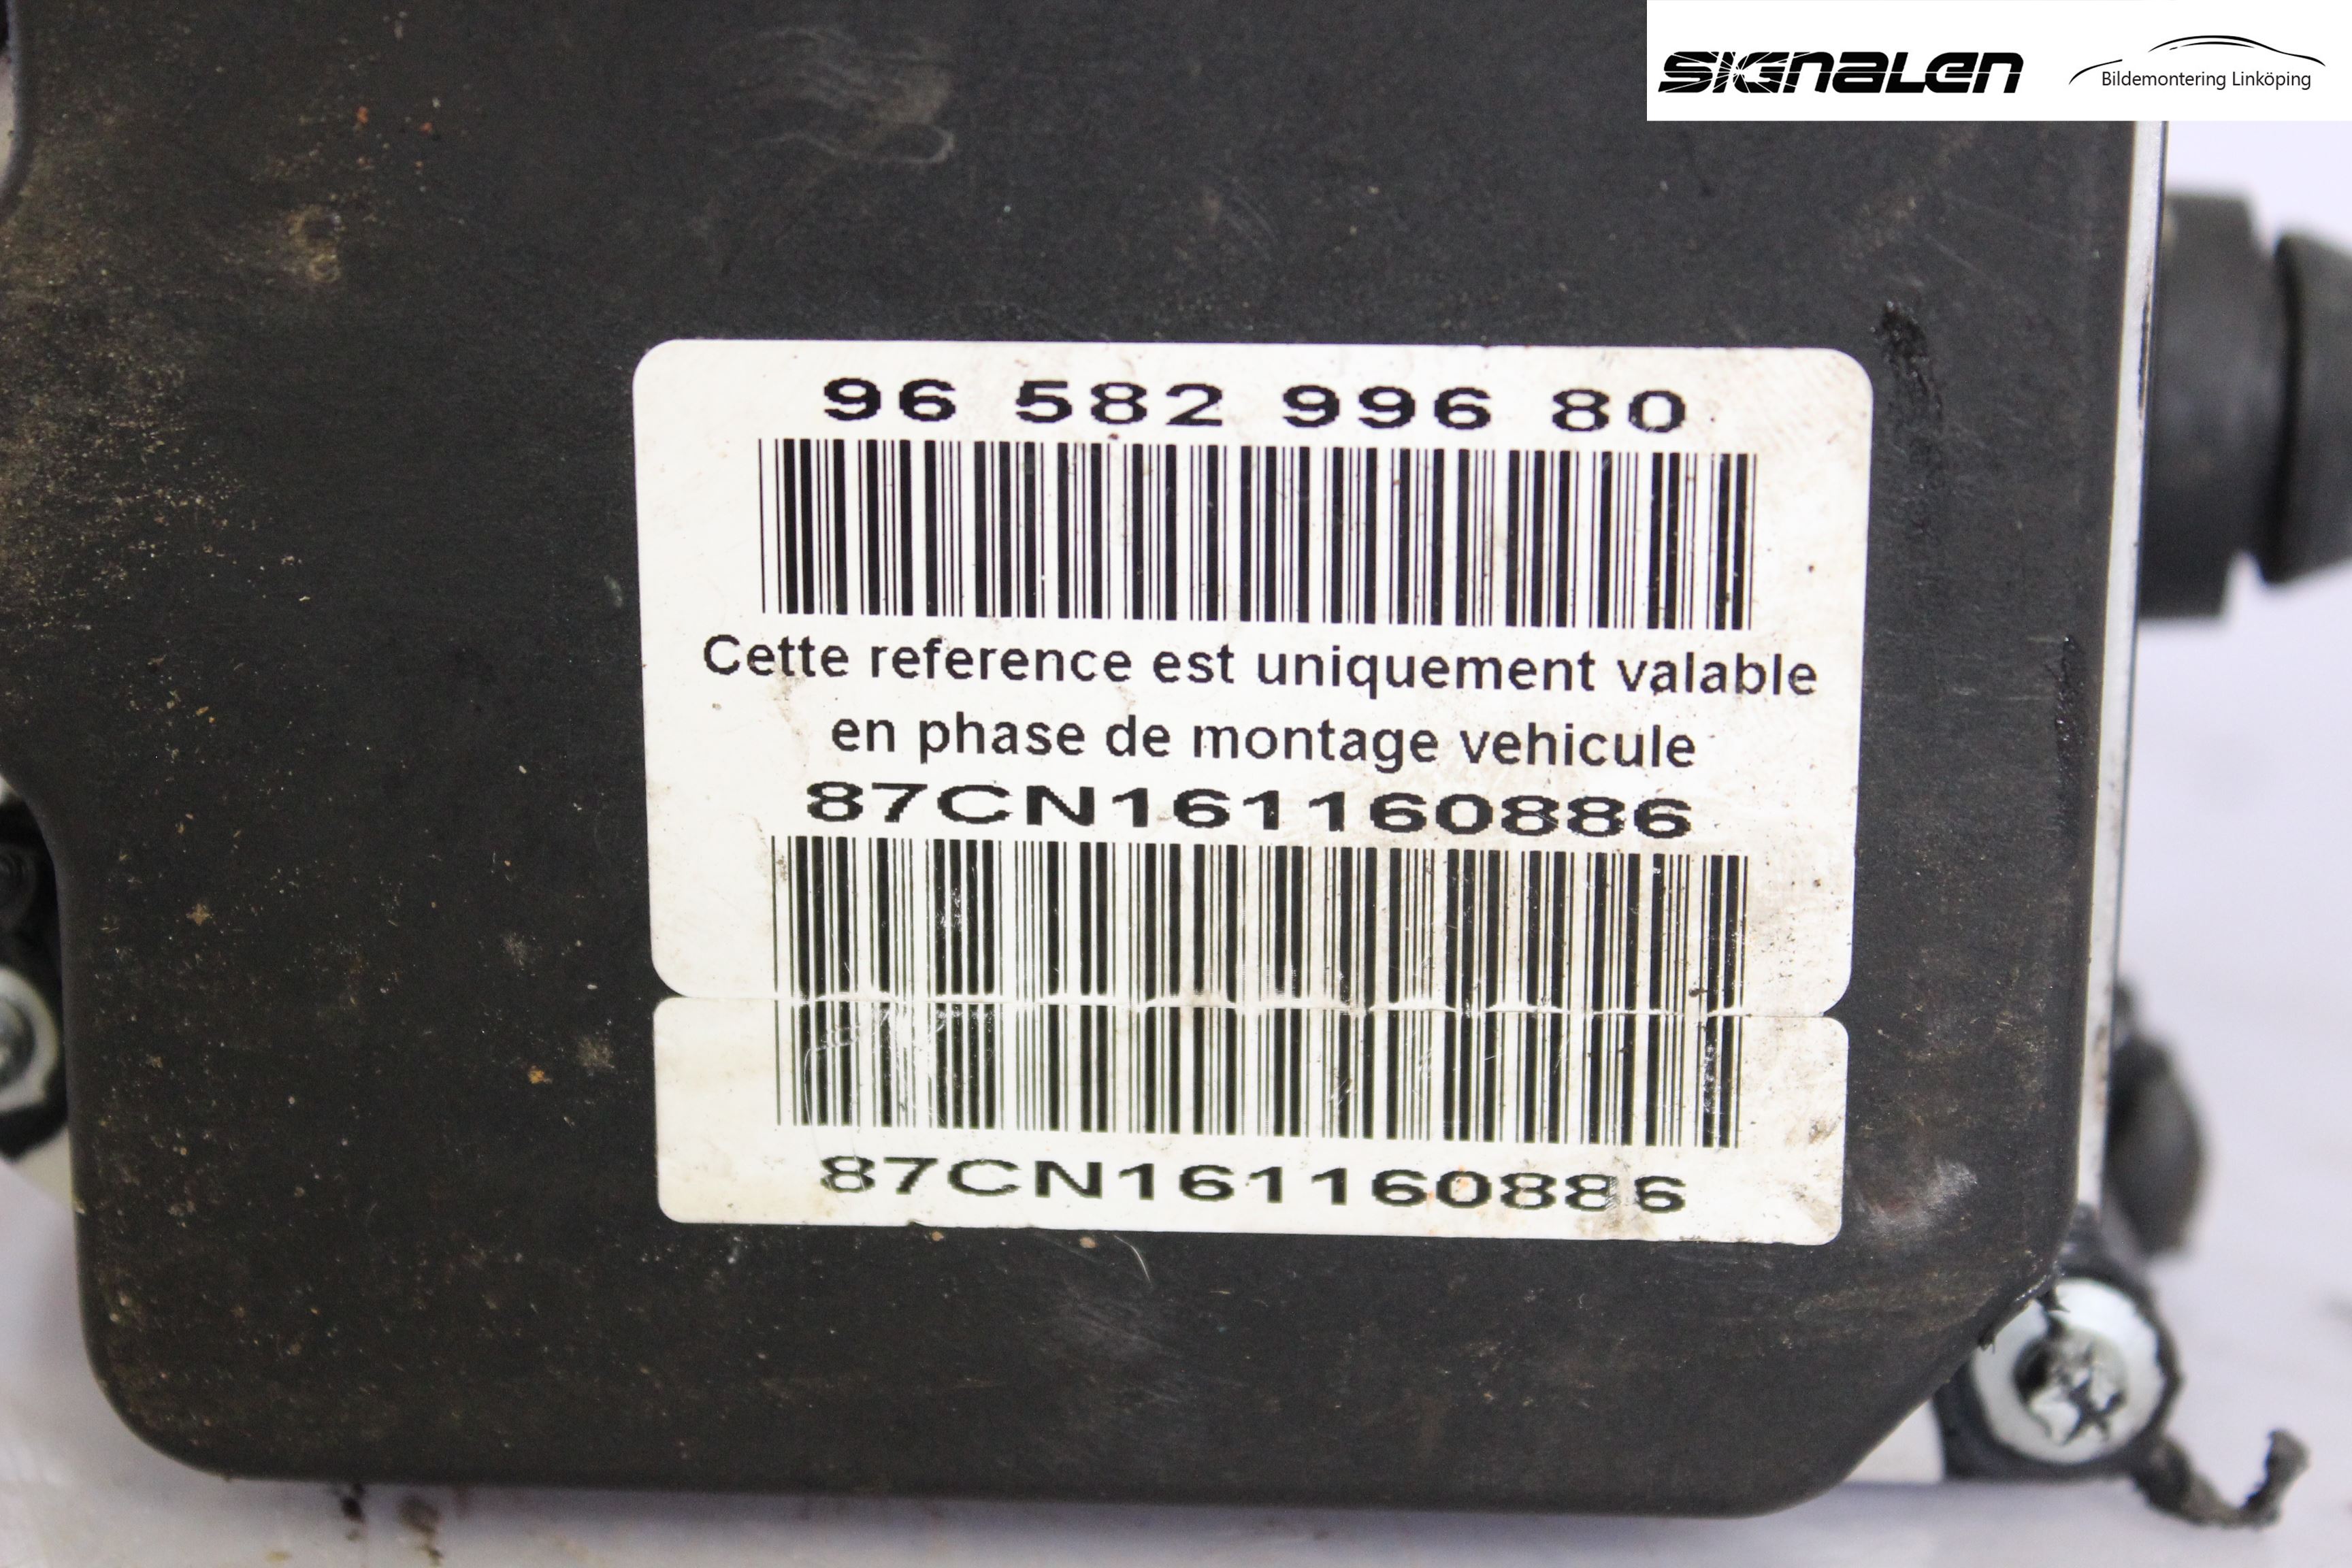 SIGNALEN
Bildemontering Linköping
96 582 996 80
Cette reference est uniquement valable
en phase de montage vehicule
87CN161160886
87CN161160886